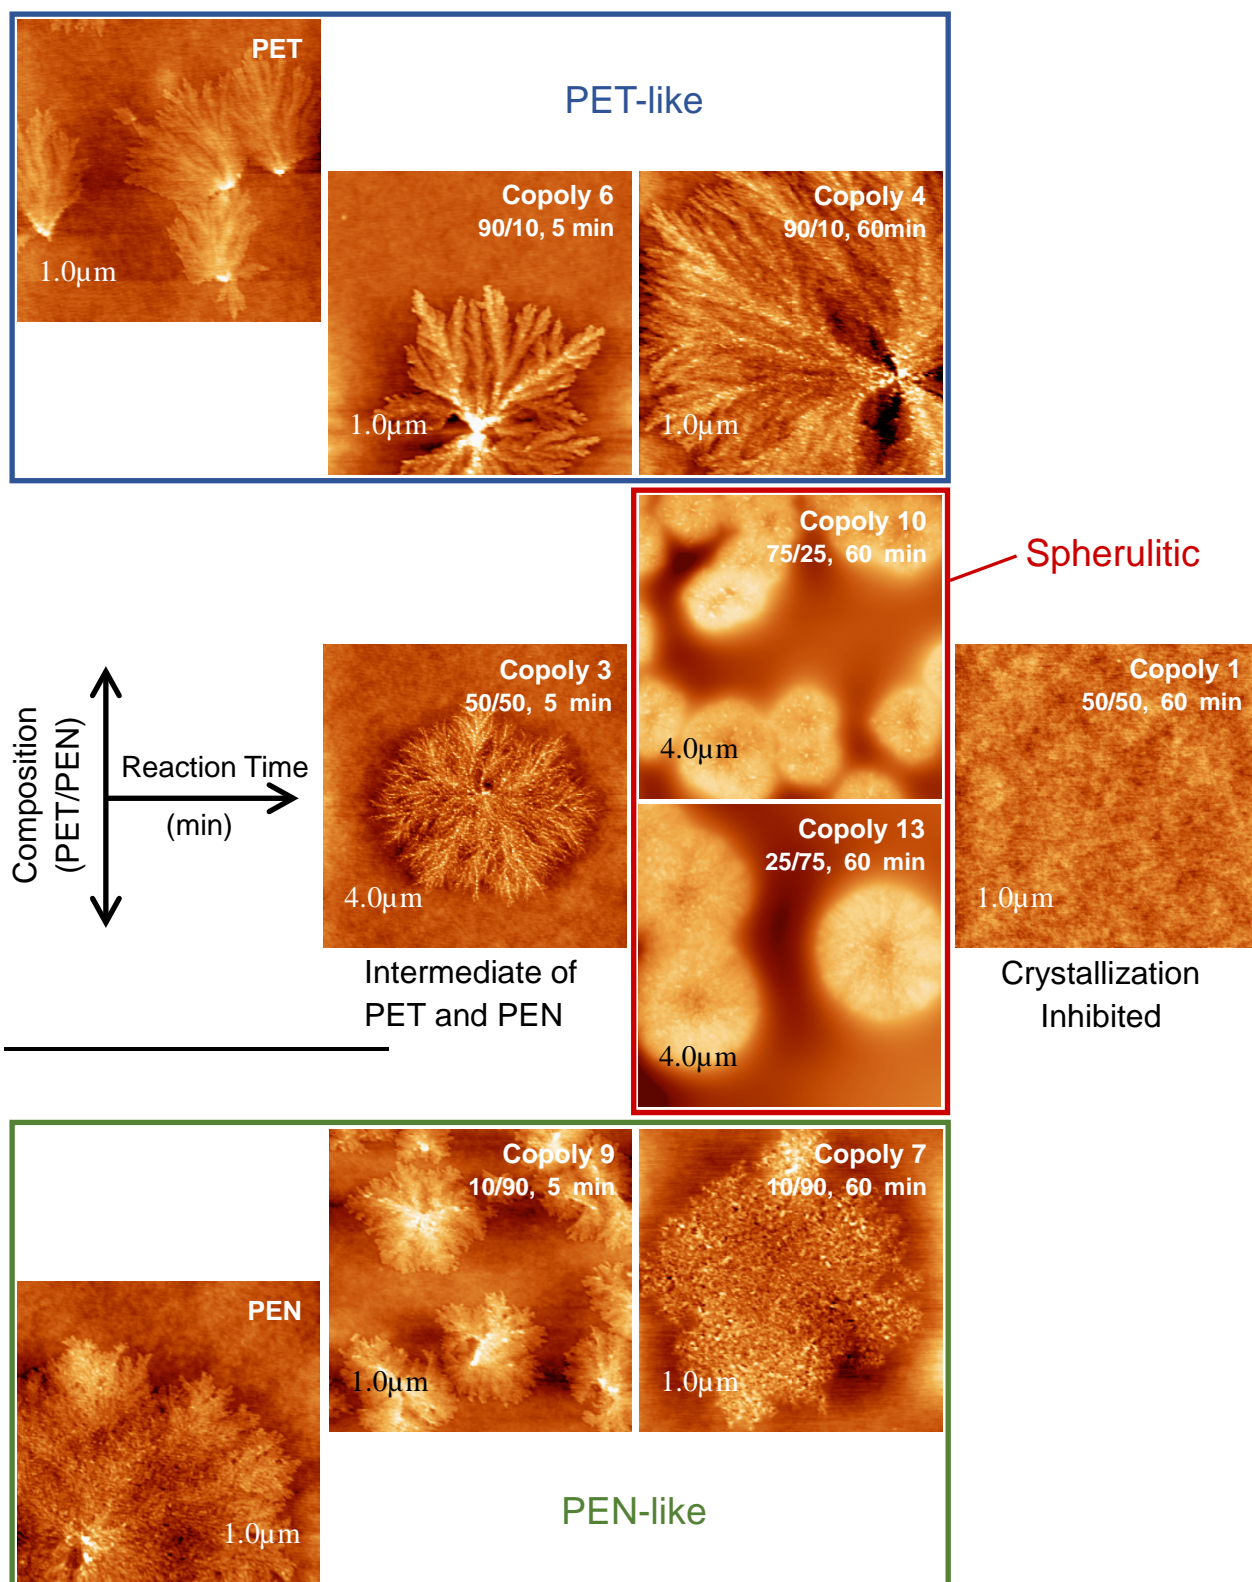 PET
PET-like
1.0µm
Copoly 6
90/10, 5 min
1.0µm
Copoly 4
90/10, 60min
1.0µm
Copoly 10
75/25, 60 min
4.0µm
Spherulitic
Composition
(PET/PEN)
Reaction Time
(min)
Copoly 3
50/50, 5 min
4.0µm
Intermediate of
PET and PEN
Copoly 13
25/75, 60 min
4.0µm
Copoly 1
50/50, 60 min
1.0µm
Crystallization
Inhibited
Copoly 9
10/90, 5 min
1.0µm
Copoly 7
10/90, 60 min
1.0µm
PEN
1.0µm
PEN-like